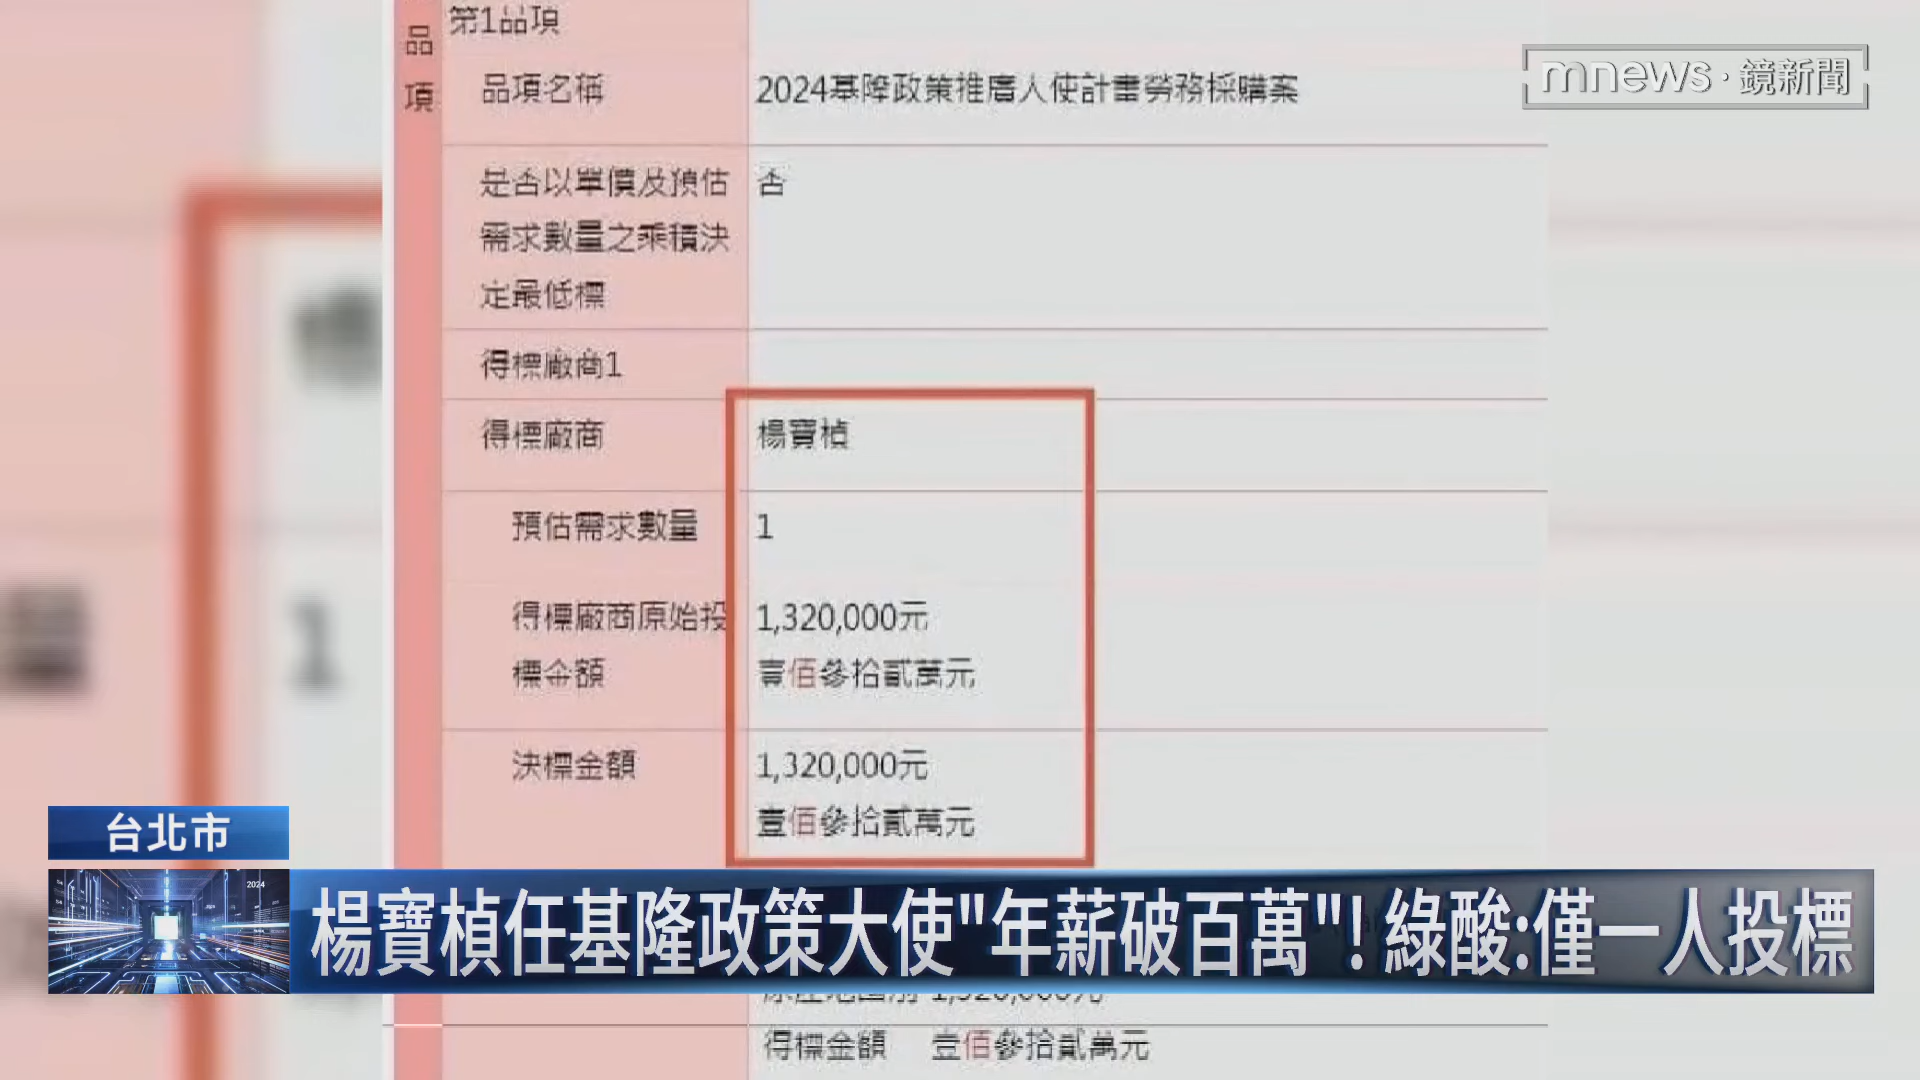 品項
第1品項
品項名稱 2024基隆政策推廣大使計畫勞務採購案
是否以單價及預估 否
需求數量之乘積決
定最低標
得標廠商1
得標廠商 楊寶楨
預估需求數量 1
得標廠商原始投 1,320,000元
標金額 壹佰參拾貳萬元
決標金額 1,320,000元
壹佰參拾貳萬元
得標金額 壹佰參拾貳萬元
1
mnews·鏡新聞
台北市
2024
楊寶楨任基隆政策大使"年薪破百萬"!綠酸:僅一人投標